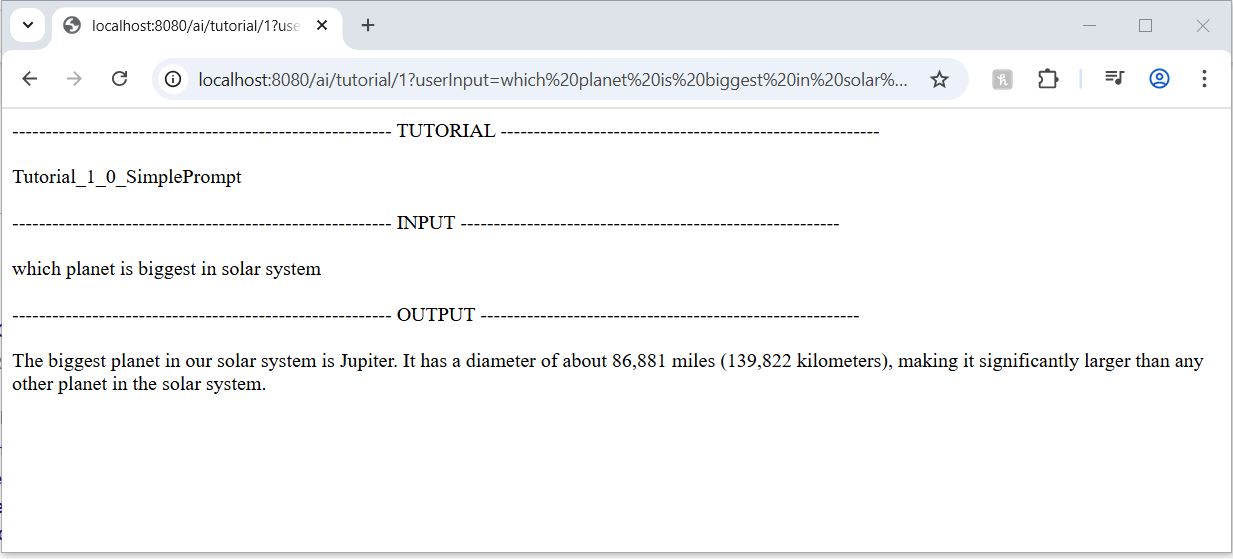 localhost:8080/ai/tutorial/1?use
localhost:8080/ai/tutorial/1?userInput=which%20planet%20is%20biggest%20in%20solar%...
--------------------------------------------------------- TUTORIAL ---------------------------------------------------------
Tutorial_1_0_SimplePrompt
--------------------------------------------------------- INPUT ---------------------------------------------------------
which planet is biggest in solar system
--------------------------------------------------------- OUTPUT ---------------------------------------------------------
The biggest planet in our solar system is Jupiter. It has a diameter of about 86,881 miles (139,822 kilometers), making it significantly larger than any
other planet in the solar system.